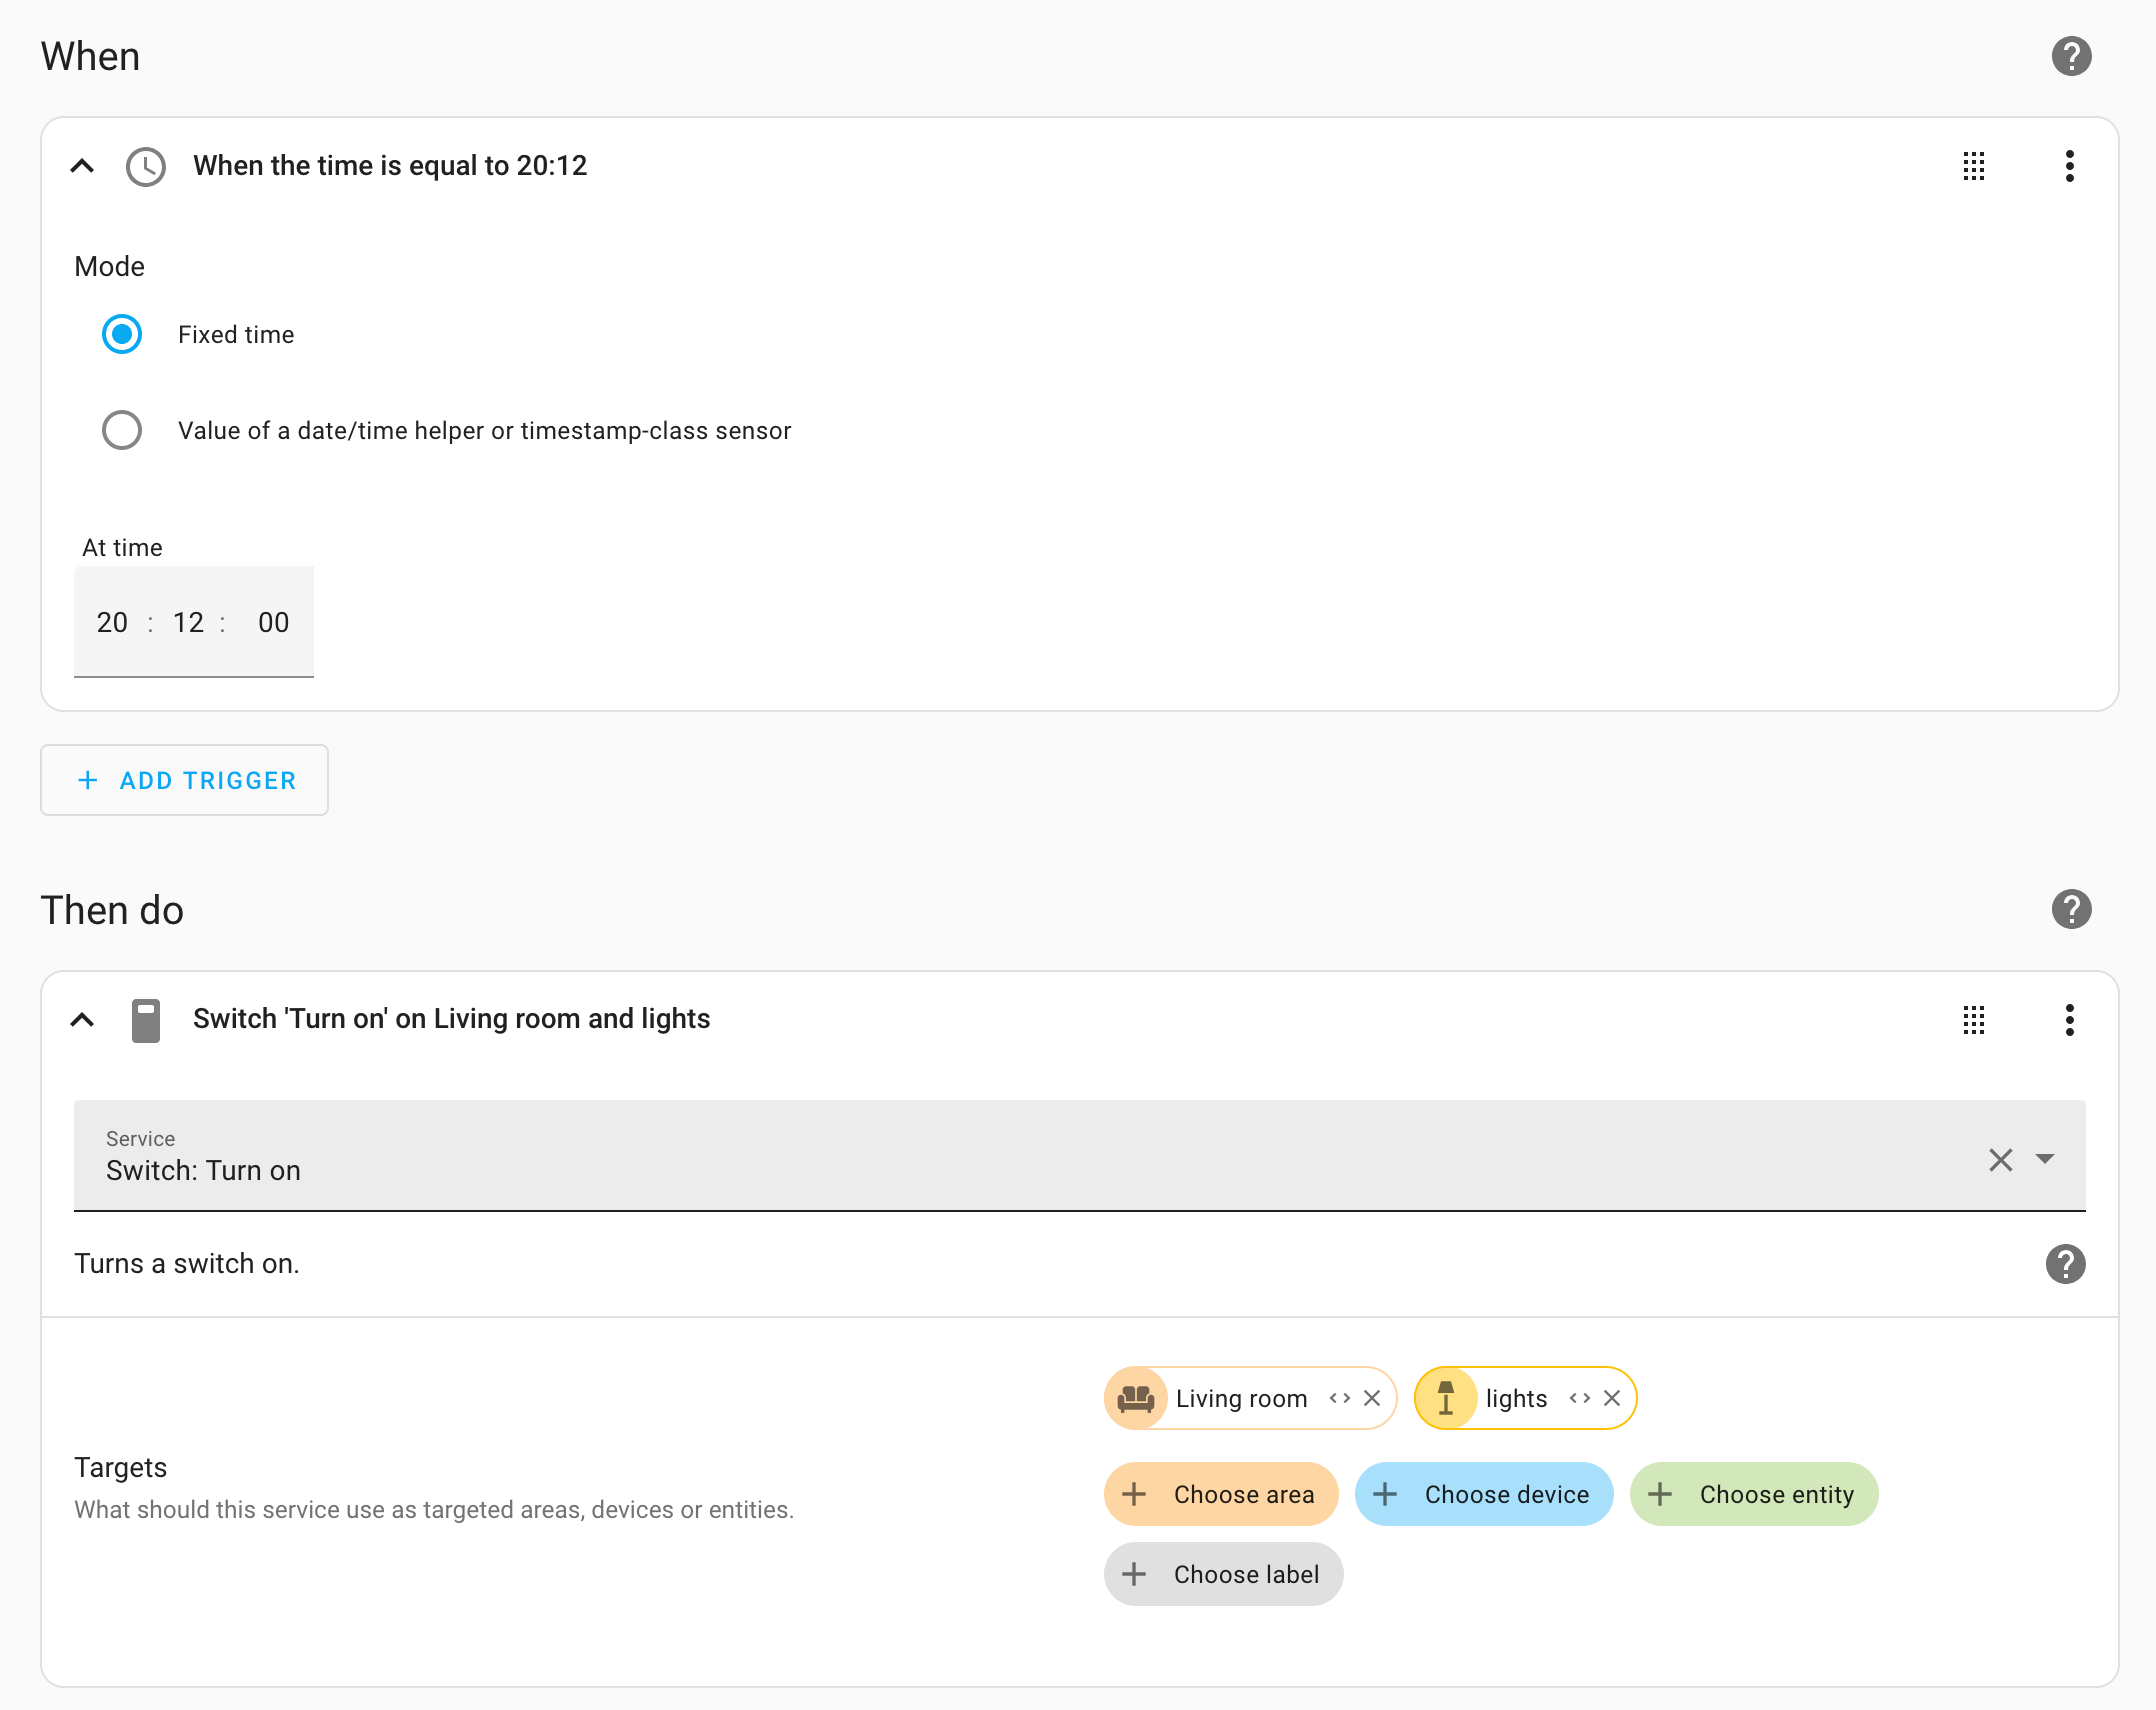 When
When the time is equal to 20:12
Mode
Fixed time
Value of a date/time helper or timestamp-class sensor
At time
20 : 12 : 00
+ ADD TRIGGER
Then do
Switch 'Turn on' on Living room and lights
Service
Switch: Turn on
Turns a switch on.
Living room lights
Targets
What should this service use as targeted areas, devices or entities.
+ Choose area + Choose device + Choose entity
+ Choose label